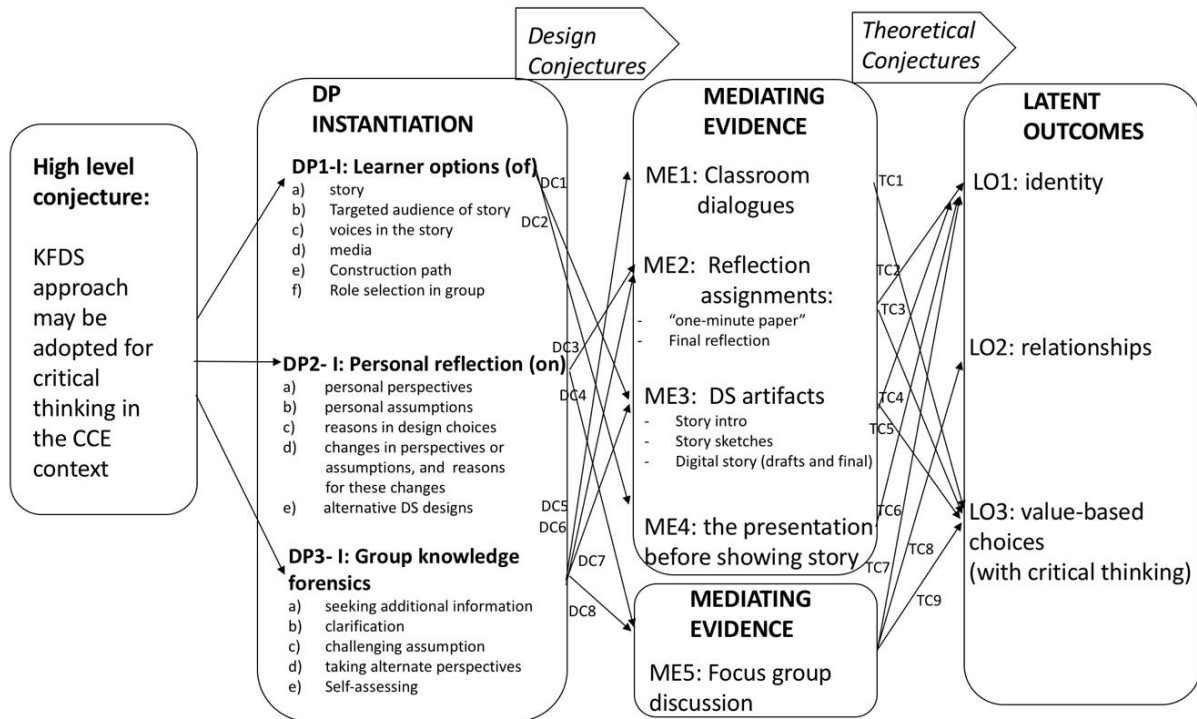 Design
Conjectures
Theoretical
Conjectures
High level
conjecture:
KFDS
approach
may be
adopted for
critical
thinking in
the CCE
context
DP
INSTANTIATION
DP1-I: Learner options (of)
a) story
b) Targeted audience of story
c) voices in the story
d) media
e) Construction path
f) Role selection in group
DP2- I: Personal reflection (on)
a) personal perspectives
b) personal assumptions
c) reasons in design choices
d) changes in perspectives or
assumptions, and reasons
for these changes
e) alternative DS designs
DP3- I: Group knowledge
forensics
a) seeking additional information
b) clarification
c) challenging assumption
d) taking alternate perspectives
e) Self-assessing
DC1
DC2
DC3
DC4
DC5
DC6
DC7
DC8
MEDIATING
EVIDENCE
ME1: Classroom
dialogues
ME2: Reflection
assignments:
- “one-minute paper”
- Final reflection
ME3: DS artifacts
- Story intro
- Story sketches
- Digital story (drafts and final)
ME4: the presentation
before showing story
MEDIATING
EVIDENCE
ME5: Focus group
discussion
TC1
TC2
TC3
TC4
TC5
TC6
TC7
TC8
TC9
LATENT
OUTCOMES
LO1: identity
LO2: relationships
LO3: value-based
choices
(with critical thinking)